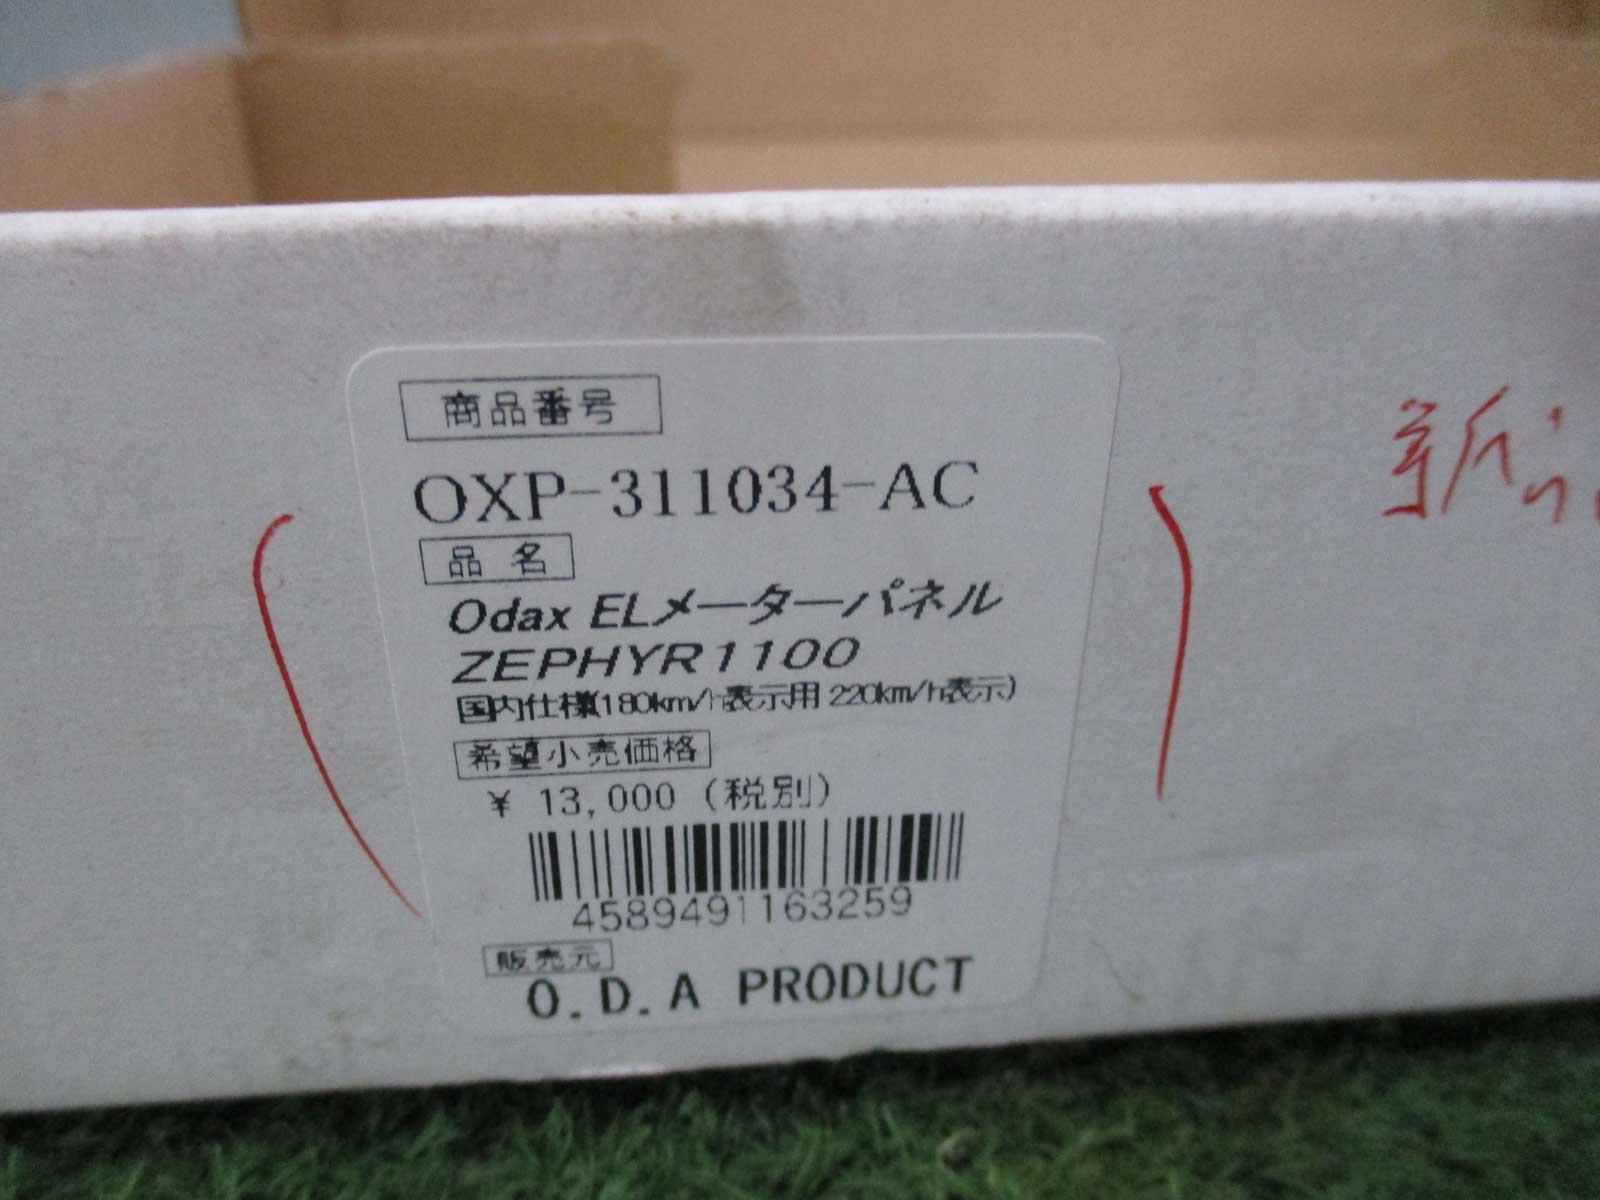 商品番号
OXP-311034-AC
品名
Odax ELメーターパネル
ZEPHYR1100
国内仕様(180km/h表示用 220km/h表示)
希望小売価格
¥ 13,000 (税別)
4589491163259
販売元
O.D.A PRODUCT
新